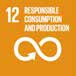 12 RESPONSIBLE
CONSUMPTION
AND PRODUCTION